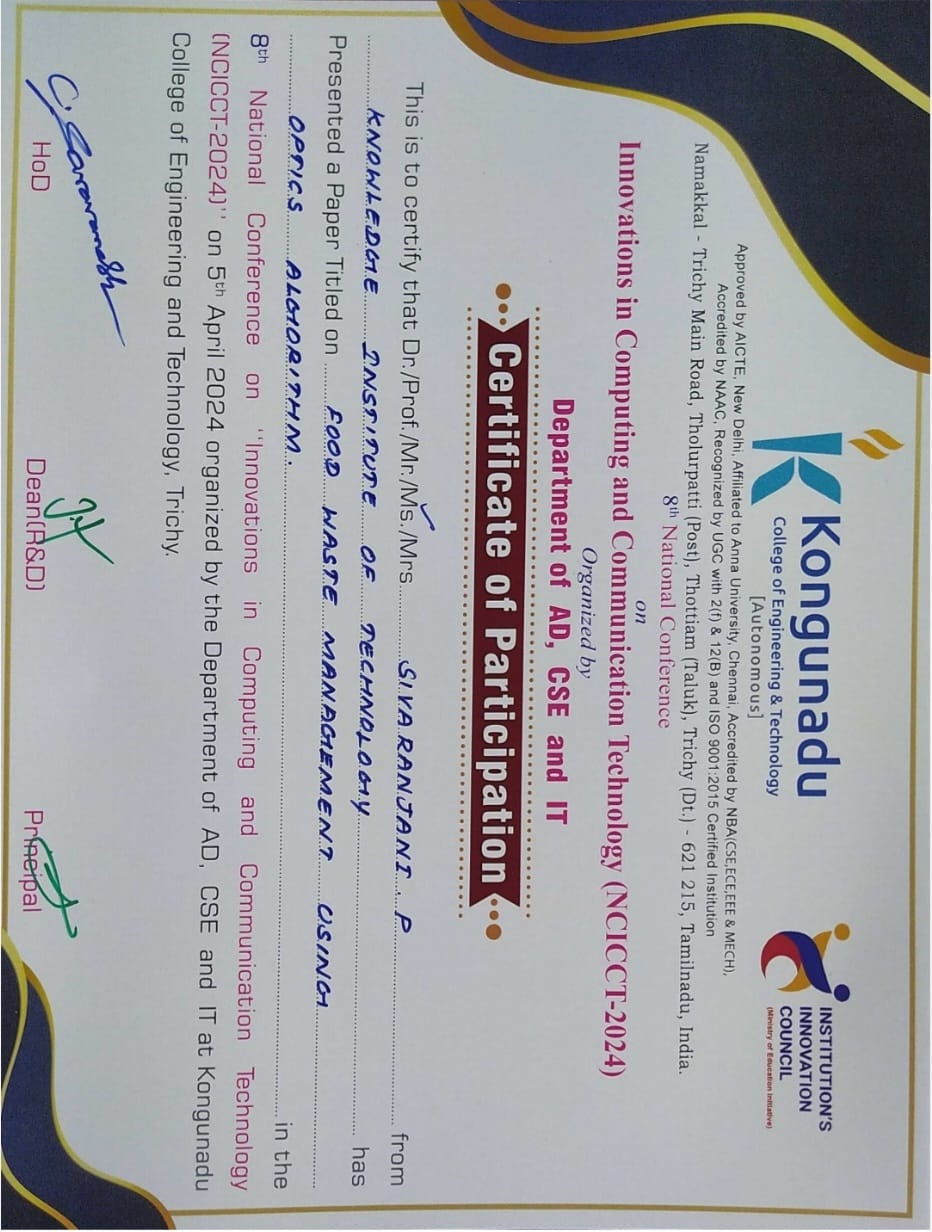 Kongunadu
College of Engineering & Technology
[Autonomous]
INSTITUTION'S
INNOVATION
COUNCIL
(Ministry of Education Initiative)
Approved by AICTE, New Delhi, Affiliated to Anna University, Chennai, Accredited by NBA(CSE,ECE,EEE & MECH),
Accredited by NAAC, Recognized by UGC with 2(f) & 12(B) and ISO 9001:2015 Certified Institution
Namakkal - Trichy Main Road, Tholurpatti (Post), Thottiam (Taluk), Trichy (Dt.) - 621 215, Tamilnadu, India.
8th National Conference
on
Innovations in Computing and Communication Technology (NCICCT-2024)
Organized by
Department of AD, CSE and IT
Certificate of Participation
This is to certify that Dr./Prof./Mr./Ms./Mrs. SIVARANJANI. P from
KNOWLEDGE INSTITUTE OF TECHNOLOGY has
Presented a Paper Titled on FOOD WASTE MANAGEMENT USING
OPTICS ALGORITHM. in the
8th National Conference on "Innovations in Computing and Communication Technology
(NCICCT-2024)" on 5th April 2024 organized by the Department of AD, CSE and IT at Kongunadu
College of Engineering and Technology, Trichy.
HoD
Dean(R&D)
Principal